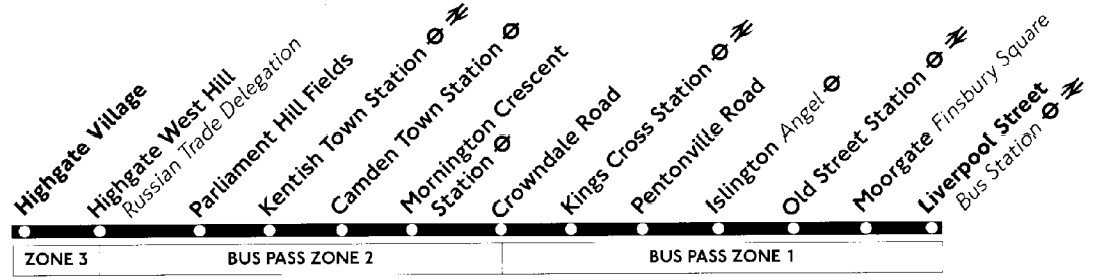 Highgate Village
Highgate West Hill
Russian Trade Delegation
Parliament Hill Fields
Kentish Town Station
Camden Town Station
Mornington Crescent
Station
Crowndale Road
Kings Cross Station
Pentonville Road
Islington Angel
Old Street Station
Moorgate Finsbury Square
Liverpool Street
Bus Station
ZONE 3
BUS PASS ZONE 2
BUS PASS ZONE 1